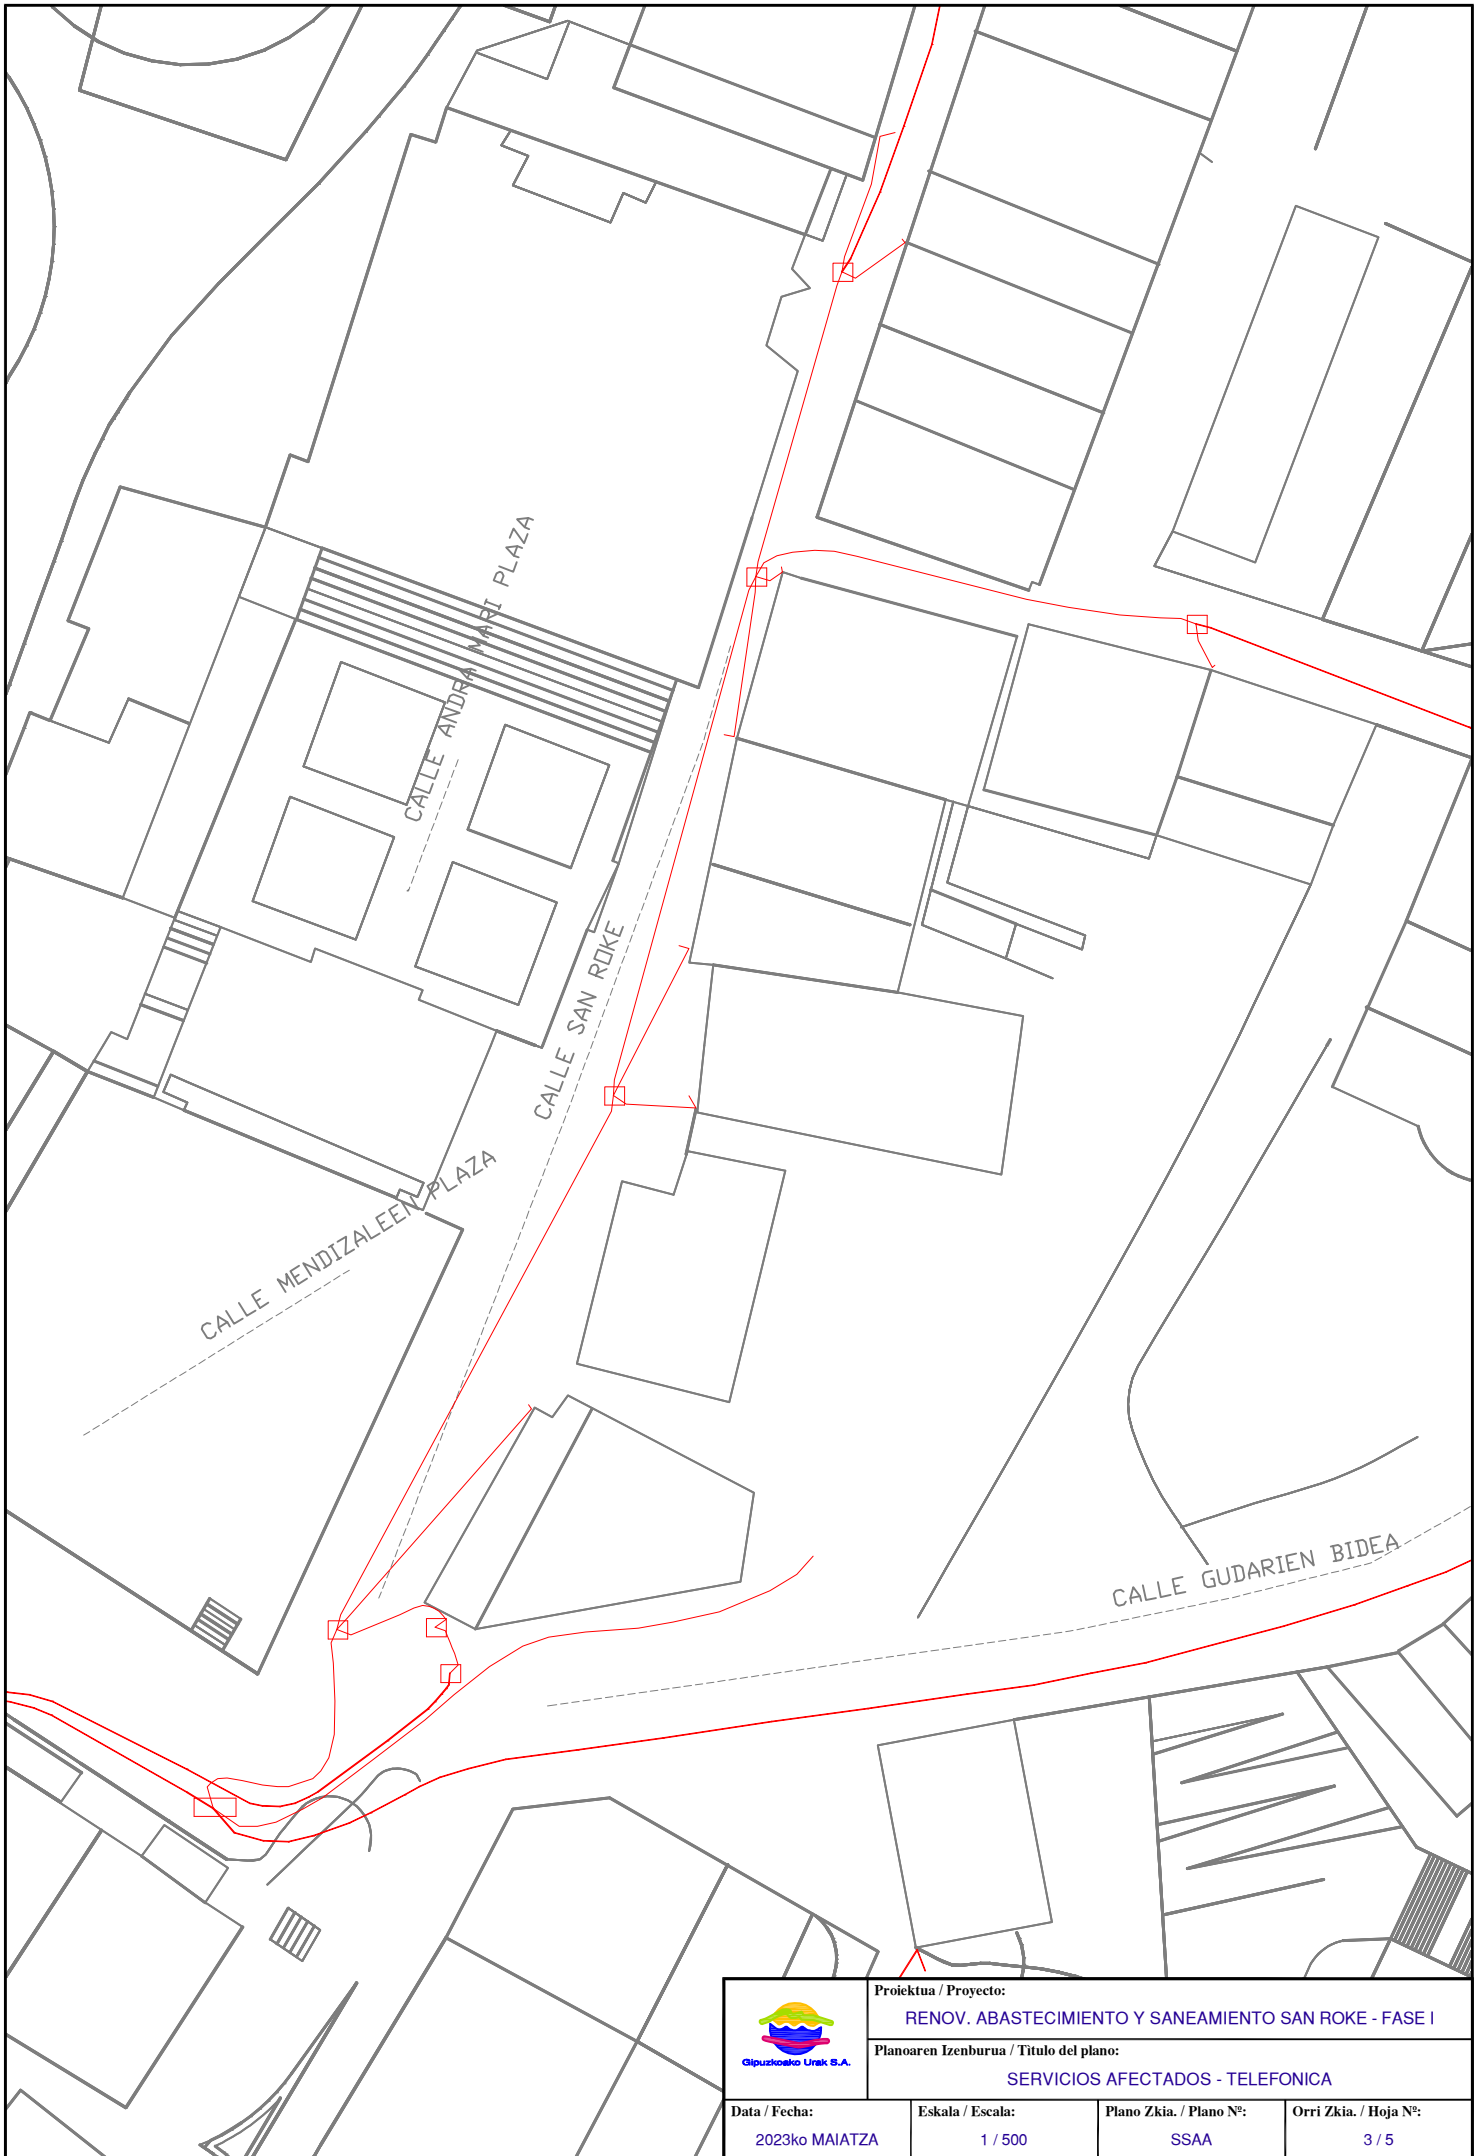 CALLE ANDRA MARI PLAZA
CALLE SAN ROKE
CALLE MENDIZALEEN PLAZA
CALLE GUDARIEN BIDEA
Gipuzkoako Urak S.A.
Proiektua / Proyecto:
RENOV. ABASTECIMIENTO Y SANEAMIENTO SAN ROKE - FASE I
Planoaren Izenburua / Título del plano:
SERVICIOS AFECTADOS - TELEFONICA
Data / Fecha:
2023ko MAIATZA
Eskala / Escala:
1 / 500
Plano Zkia. / Plano Nº:
SSAA
Orri Zkia. / Hoja Nº:
3 / 5